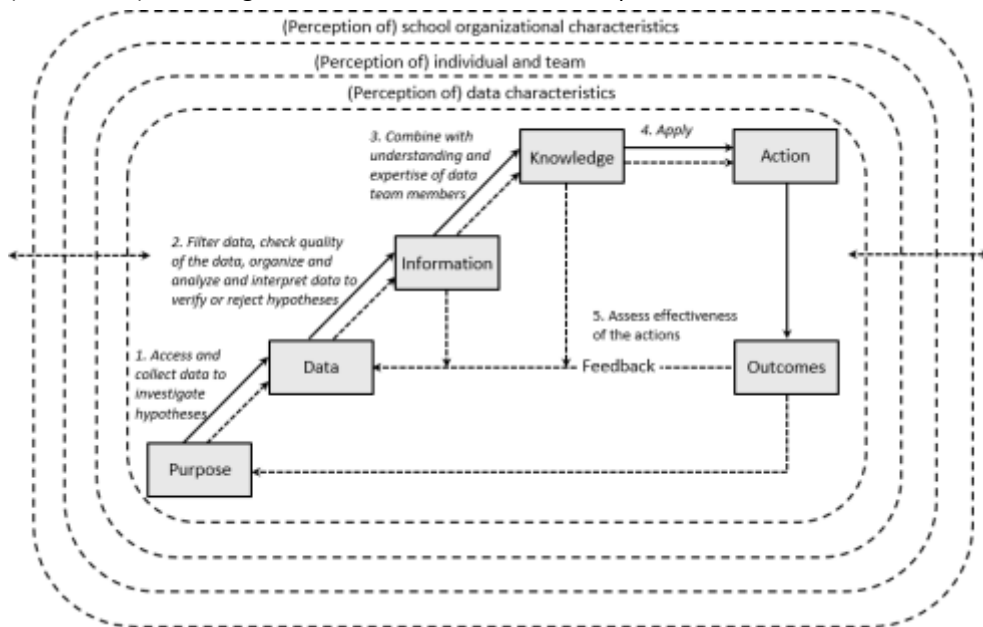 (Perception of) school organizational characteristics
(Perception of) individual and team
(Perception of) data characteristics
3. Combine with
understanding and
expertise of data
team members
Knowledge
4. Apply
Action
2. Filter data, check quality
of the data, organize and
analyze and interpret data to
verify or reject hypotheses
Information
5. Assess effectiveness
of the actions
1. Access and
collect data to
investigate
hypotheses
Data
Feedback
Outcomes
Purpose